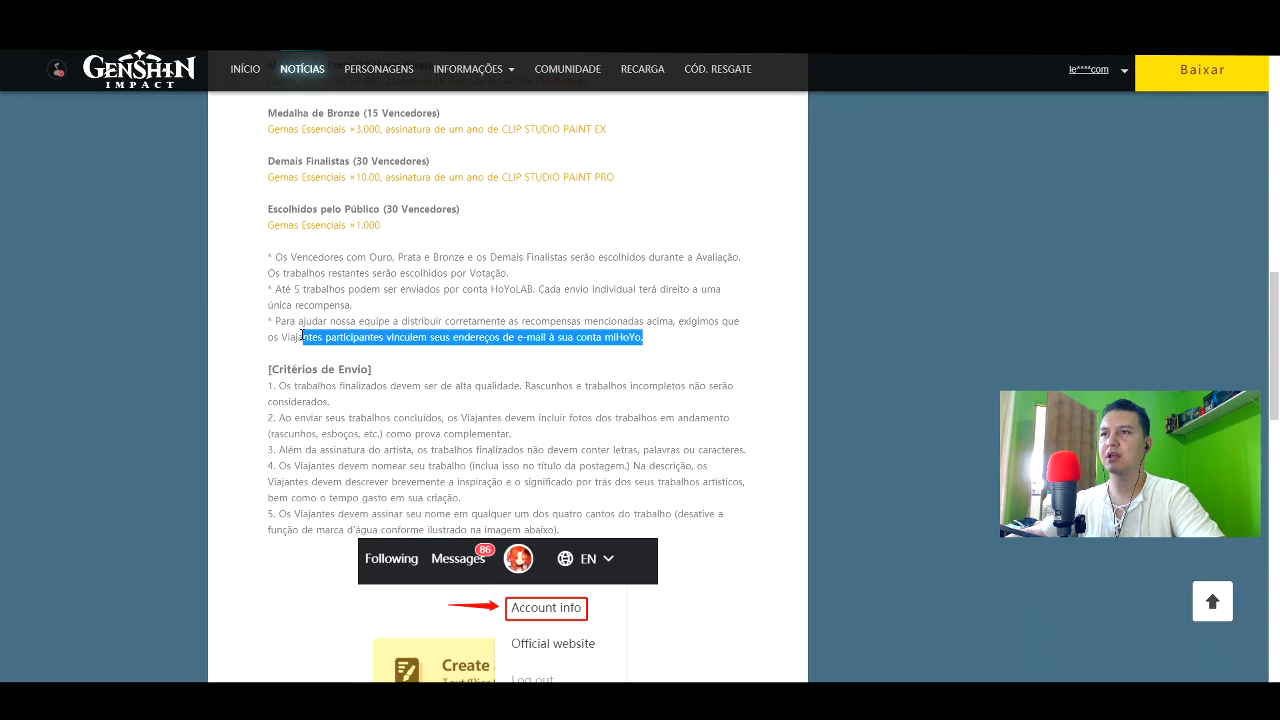 GENSHIN
IMPACT
INÍCIO NOTÍCIAS PERSONAGENS INFORMAÇÕES COMUNIDADE RECARGA CÓD. RESGATE
le****com
Baixar
Medalha de Bronze (15 Vencedores)
Gemas Essenciais ×3.000, assinatura de um ano de CLIP STUDIO PAINT EX
Demais Finalistas (30 Vencedores)
Gemas Essenciais ×10.00, assinatura de um ano de CLIP STUDIO PAINT PRO
Escolhidos pelo Público (30 Vencedores)
Gemas Essenciais ×1.000
* Os Vencedores com Ouro, Prata e Bronze e os Demais Finalistas serão escolhidos durante a Avaliação.
Os trabalhos restantes serão escolhidos por Votação.
* Até 5 trabalhos podem ser enviados por conta HoYoLAB. Cada envio individual terá direito a uma
única recompensa.
* Para ajudar nossa equipe a distribuir corretamente as recompensas mencionadas acima, exigimos que
os Viajantes participantes vinculem seus endereços de e-mail à sua conta miHoYo.
[Critérios de Envio]
1. Os trabalhos finalizados devem ser de alta qualidade. Rascunhos e trabalhos incompletos não serão
considerados.
2. Ao enviar seus trabalhos concluídos, os Viajantes devem incluir fotos dos trabalhos em andamento
(rascunhos, esboços, etc.) como prova complementar.
3. Além da assinatura do artista, os trabalhos finalizados não devem conter letras, palavras ou caracteres.
4. Os Viajantes devem nomear seu trabalho (inclua isso no título da postagem.) Na descrição, os
Viajantes devem descrever brevemente a inspiração e o significado por trás dos seus trabalhos artísticos,
bem como o tempo gasto em sua criação.
5. Os Viajantes devem assinar seu nome em qualquer um dos quatro cantos do trabalho (desative a
função de marca d'água conforme ilustrado na imagem abaixo).
Following Messages 86 EN
Account info
Official website
Create
Log out